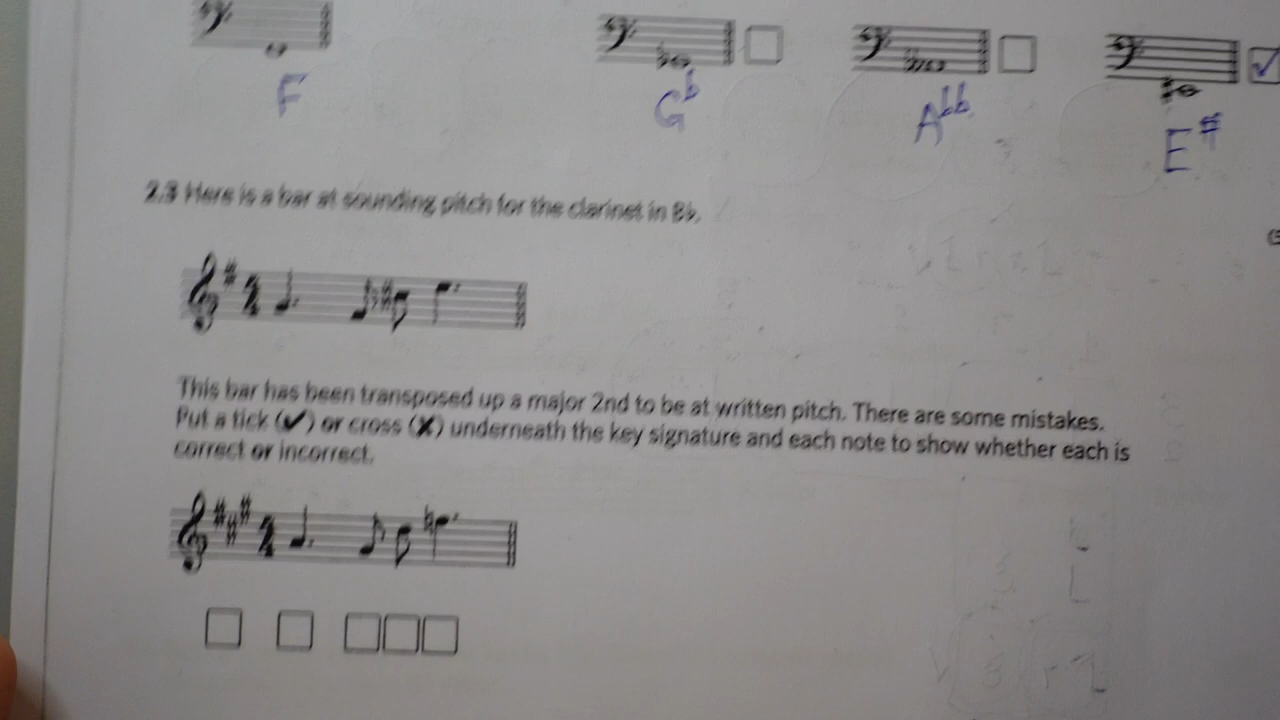 F G♭ A♭♭ E#
2.3 Here is a bar at sounding pitch for the clarinet in B♭.
This bar has been transposed up a major 2nd to be at written pitch. There are some mistakes.
Put a tick (✔) or cross (✘) underneath the key signature and each note to show whether each is
correct or incorrect.